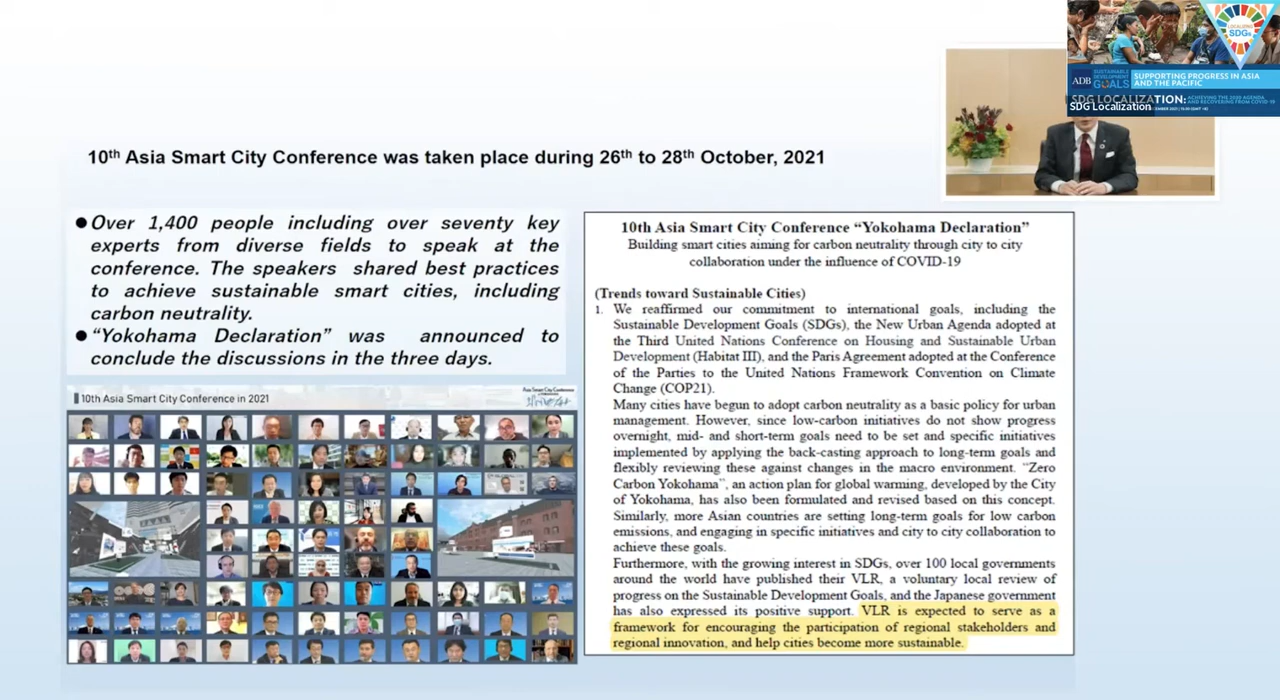 LOCALIZING
SDGs
ADB
SUSTAINABLE
DEVELOPMENT
GOALS
SUPPORTING PROGRESS IN ASIA
AND THE PACIFIC
SDG LOCALIZATION:
SDG Localization
10th Asia Smart City Conference was taken place during 26th to 28th October, 2021
●Over 1,400 people including over seventy key
experts from diverse fields to speak at the
conference. The speakers shared best practices
to achieve sustainable smart cities, including
carbon neutrality.
●“Yokohama Declaration” was announced to
conclude the discussions in the three days.
10th Asia Smart City Conference in 2021
Asia Smart City Conference
10th Asia Smart City Conference “Yokohama Declaration”
Building smart cities aiming for carbon neutrality through city to city
collaboration under the influence of COVID-19
(Trends toward Sustainable Cities)
1. We reaffirmed our commitment to international goals, including the
Sustainable Development Goals (SDGs), the New Urban Agenda adopted at
the Third United Nations Conference on Housing and Sustainable Urban
Development (Habitat III), and the Paris Agreement adopted at the Conference
of the Parties to the United Nations Framework Convention on Climate
Change (COP21).
Many cities have begun to adopt carbon neutrality as a basic policy for urban
management. However, since low-carbon initiatives do not show progress
overnight, mid- and short-term goals need to be set and specific initiatives
implemented by applying the back-casting approach to long-term goals and
flexibly reviewing these against changes in the macro environment. “Zero
Carbon Yokohama”, an action plan for global warming, developed by the City
of Yokohama, has also been formulated and revised based on this concept.
Similarly, more Asian countries are setting long-term goals for low carbon
emissions, and engaging in specific initiatives and city to city collaboration to
achieve these goals.
Furthermore, with the growing interest in SDGs, over 100 local governments
around the world have published their VLR, a voluntary local review of
progress on the Sustainable Development Goals, and the Japanese government
has also expressed its positive support. VLR is expected to serve as a
framework for encouraging the participation of regional stakeholders and
regional innovation, and help cities become more sustainable.